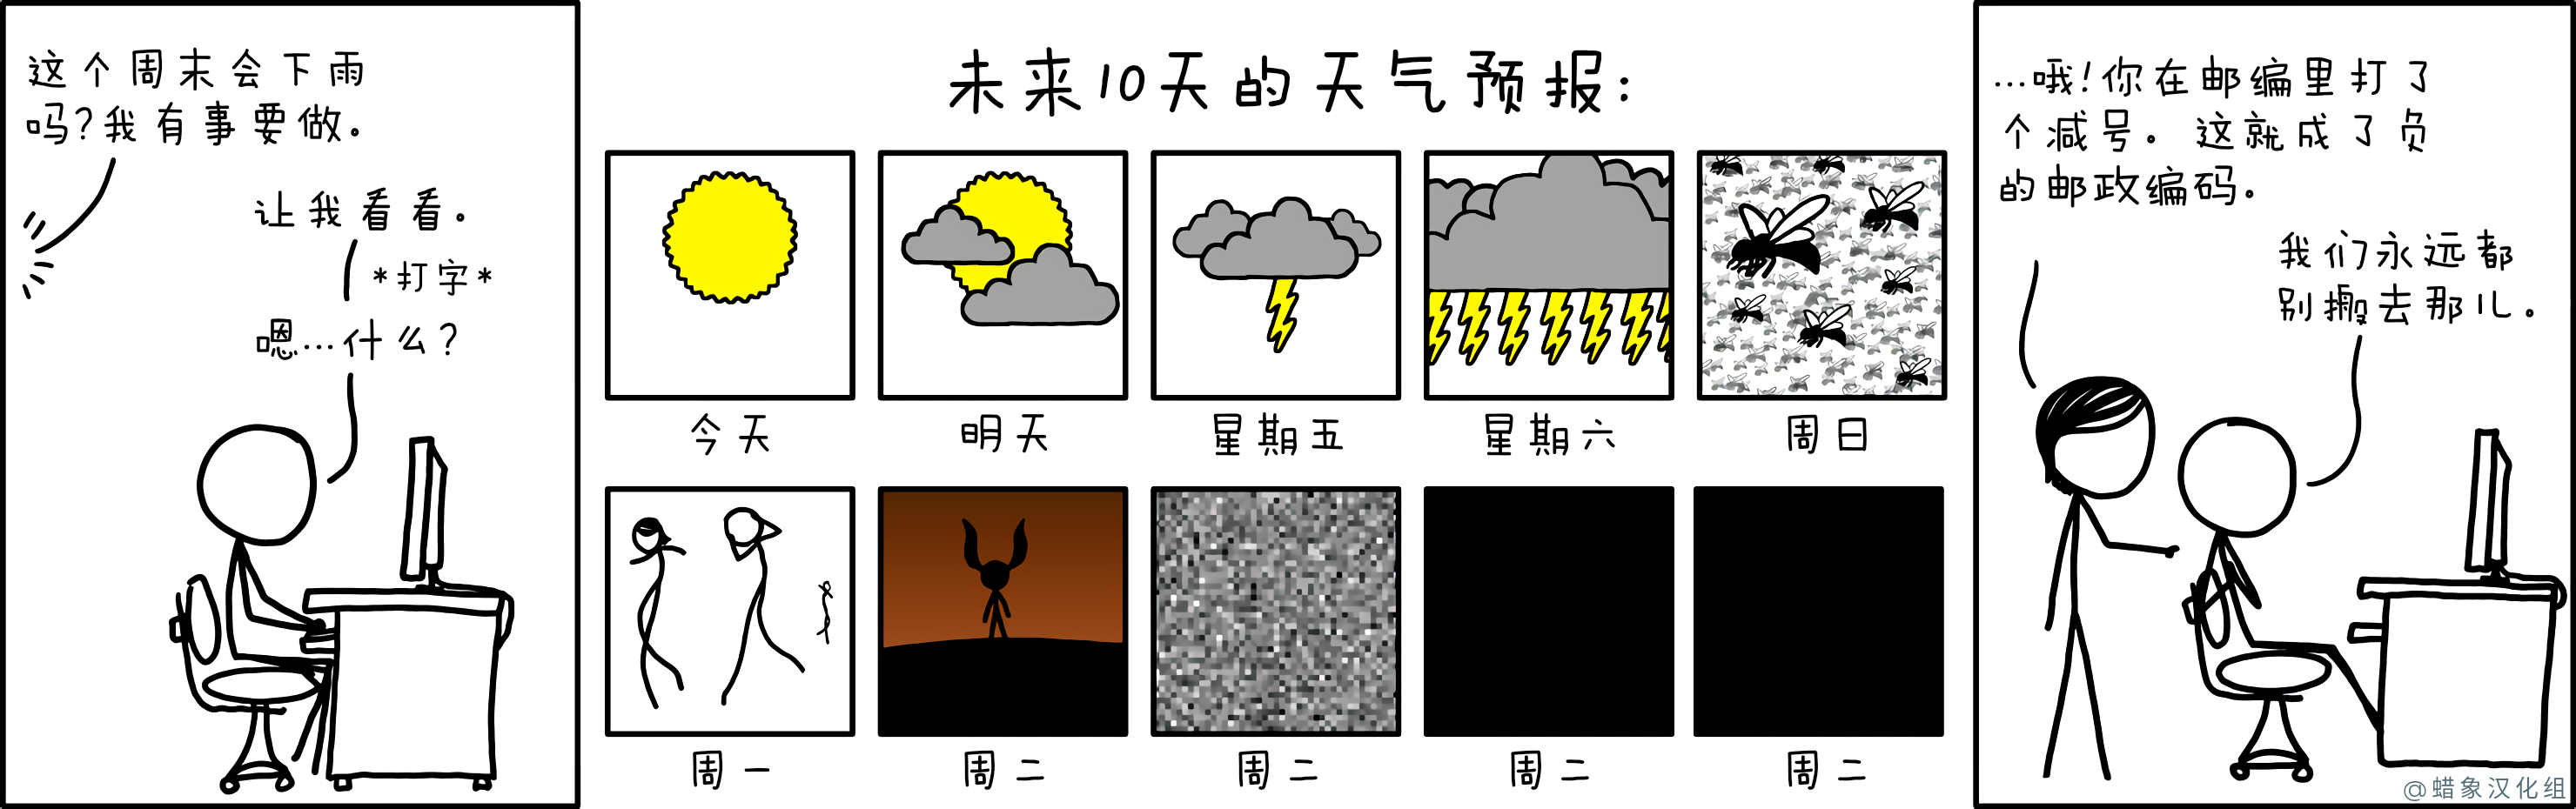 这个周末会下雨
吗?我有事要做。
让我看看。
*打字*
嗯…什么?
未来10天的天气预报:
今天
明天
星期五
星期六
周日
周一
周二
周二
周二
周二
…哦!你在邮编里打了
个减号。这就成了负
的邮政编码。
我们永远都
别搬去那儿。
@蜡象汉化组